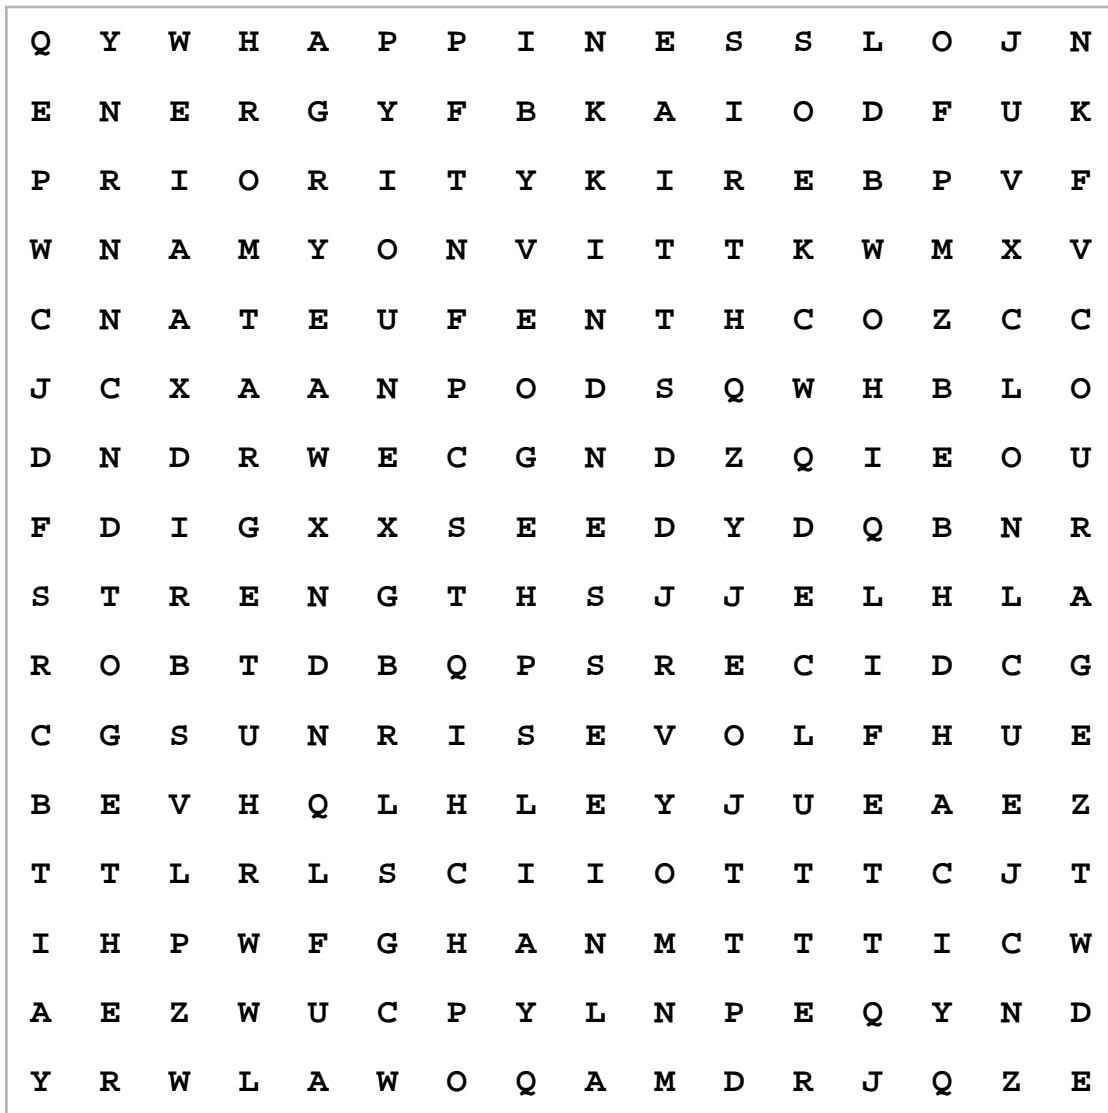 Q Y W H A P P I N E S S L O J N
E N E R G Y F B K A I O D F U K
P R I O R I T Y K I R E B P V F
W N A M Y O N V I T T K W M X V
C N A T E U F E N T H C O Z C C
J C X A A N P O D S Q W H B L O
D N D R W E C G N D Z Q I E O U
F D I G X X S E E D Y D Q B N R
S T R E N G T H S J J E L H L A
R O B T D B Q P S R E C I D C G
C G S U N R I S E V O L F H U E
B E V H Q L H L E Y J U E A E Z
T T L R L S C I I O T T T C J T
I H P W F G H A N M T T T I C W
A E Z W U C P Y L N P E Q Y N D
Y R W L A W O Q A M D R J Q Z E